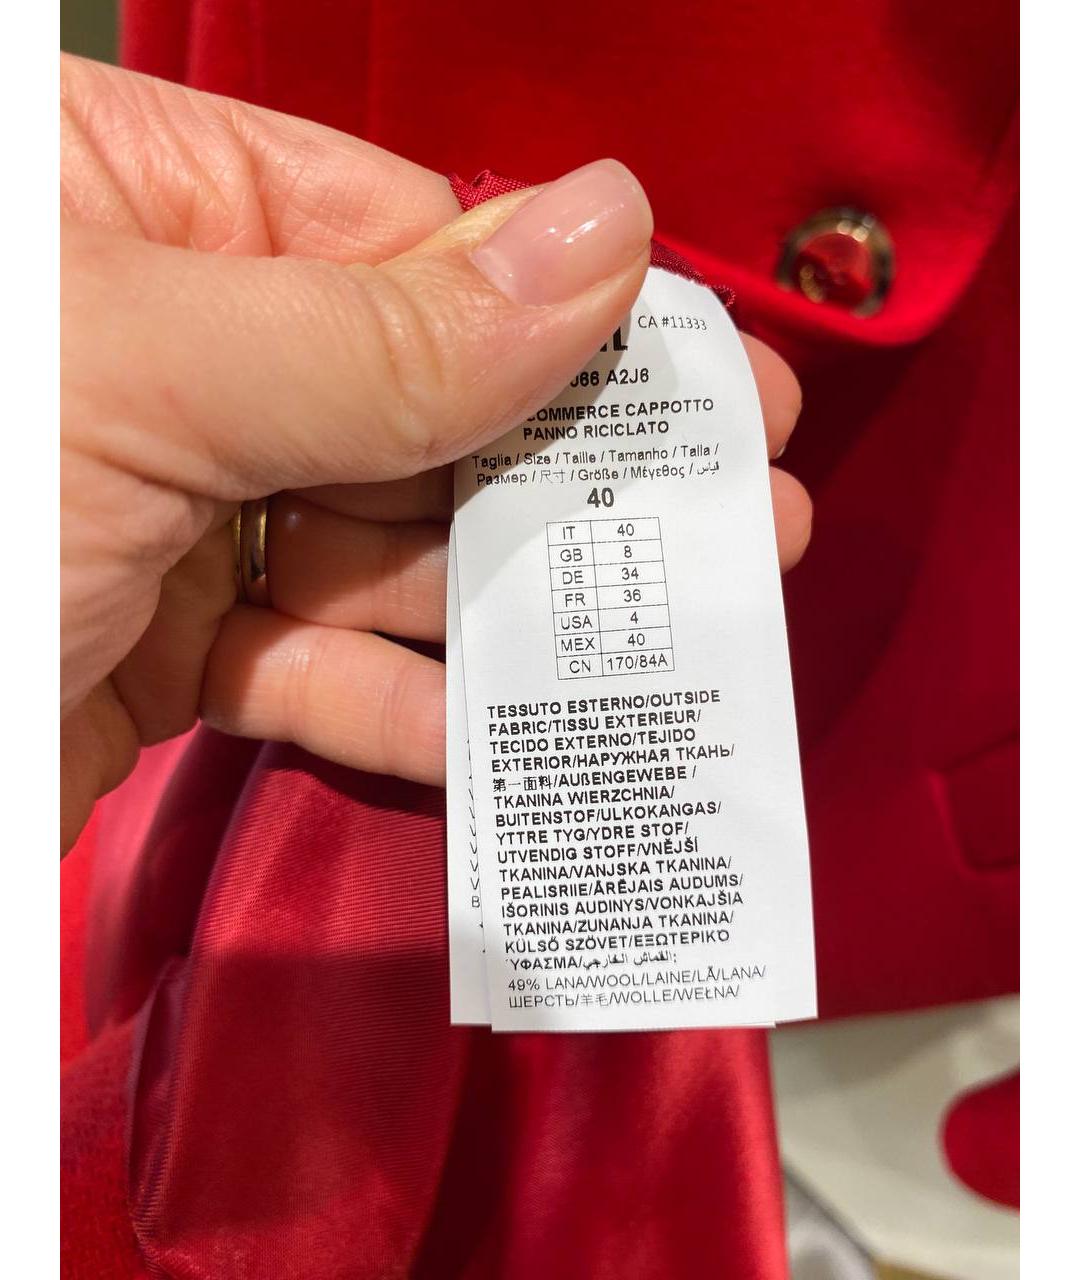 CA #11333
J66 A2J6
COMMERCE CAPPOTTO
PANNO RICICLATO
Taglia / Size / Taille / Tamanho / Talla /
Размер / 尺寸 / Größe / Μέγεθος / قياس
40
IT 40
GB 8
DE 34
FR 36
USA 4
MEX 40
CN 170/84A
TESSUTO ESTERNO/OUTSIDE
FABRIC/TISSU EXTERIEUR/
TECIDO EXTERNO/TEJIDO
EXTERIOR/НАРУЖНАЯ ТКАНЬ/
第一面料/AUßENGEWEBE /
TKANINA WIERZCHNIA/
BUITENSTOF/ULKOKANGAS/
YTTRE TYG/YDRE STOF/
UTVENDIG STOFF/VNĚJŠÍ
TKANINA/VANJSKA TKANINA/
PEALISRIIE/ĀRĒJAIS AUDUMS/
IŠORINIS AUDINYS/VONKAJŠIA
TKANINA/ZUNANJA TKANINA/
KÜLSŐ SZÖVET/ΕΞΩΤΕΡΙΚΌ
ΎΦΑΣΜΑ/القماش الخارجي:
49% LANA/WOOL/LAINE/LÃ/LANA/
ШЕРСТЬ/羊毛/WOLLE/WEŁNA/